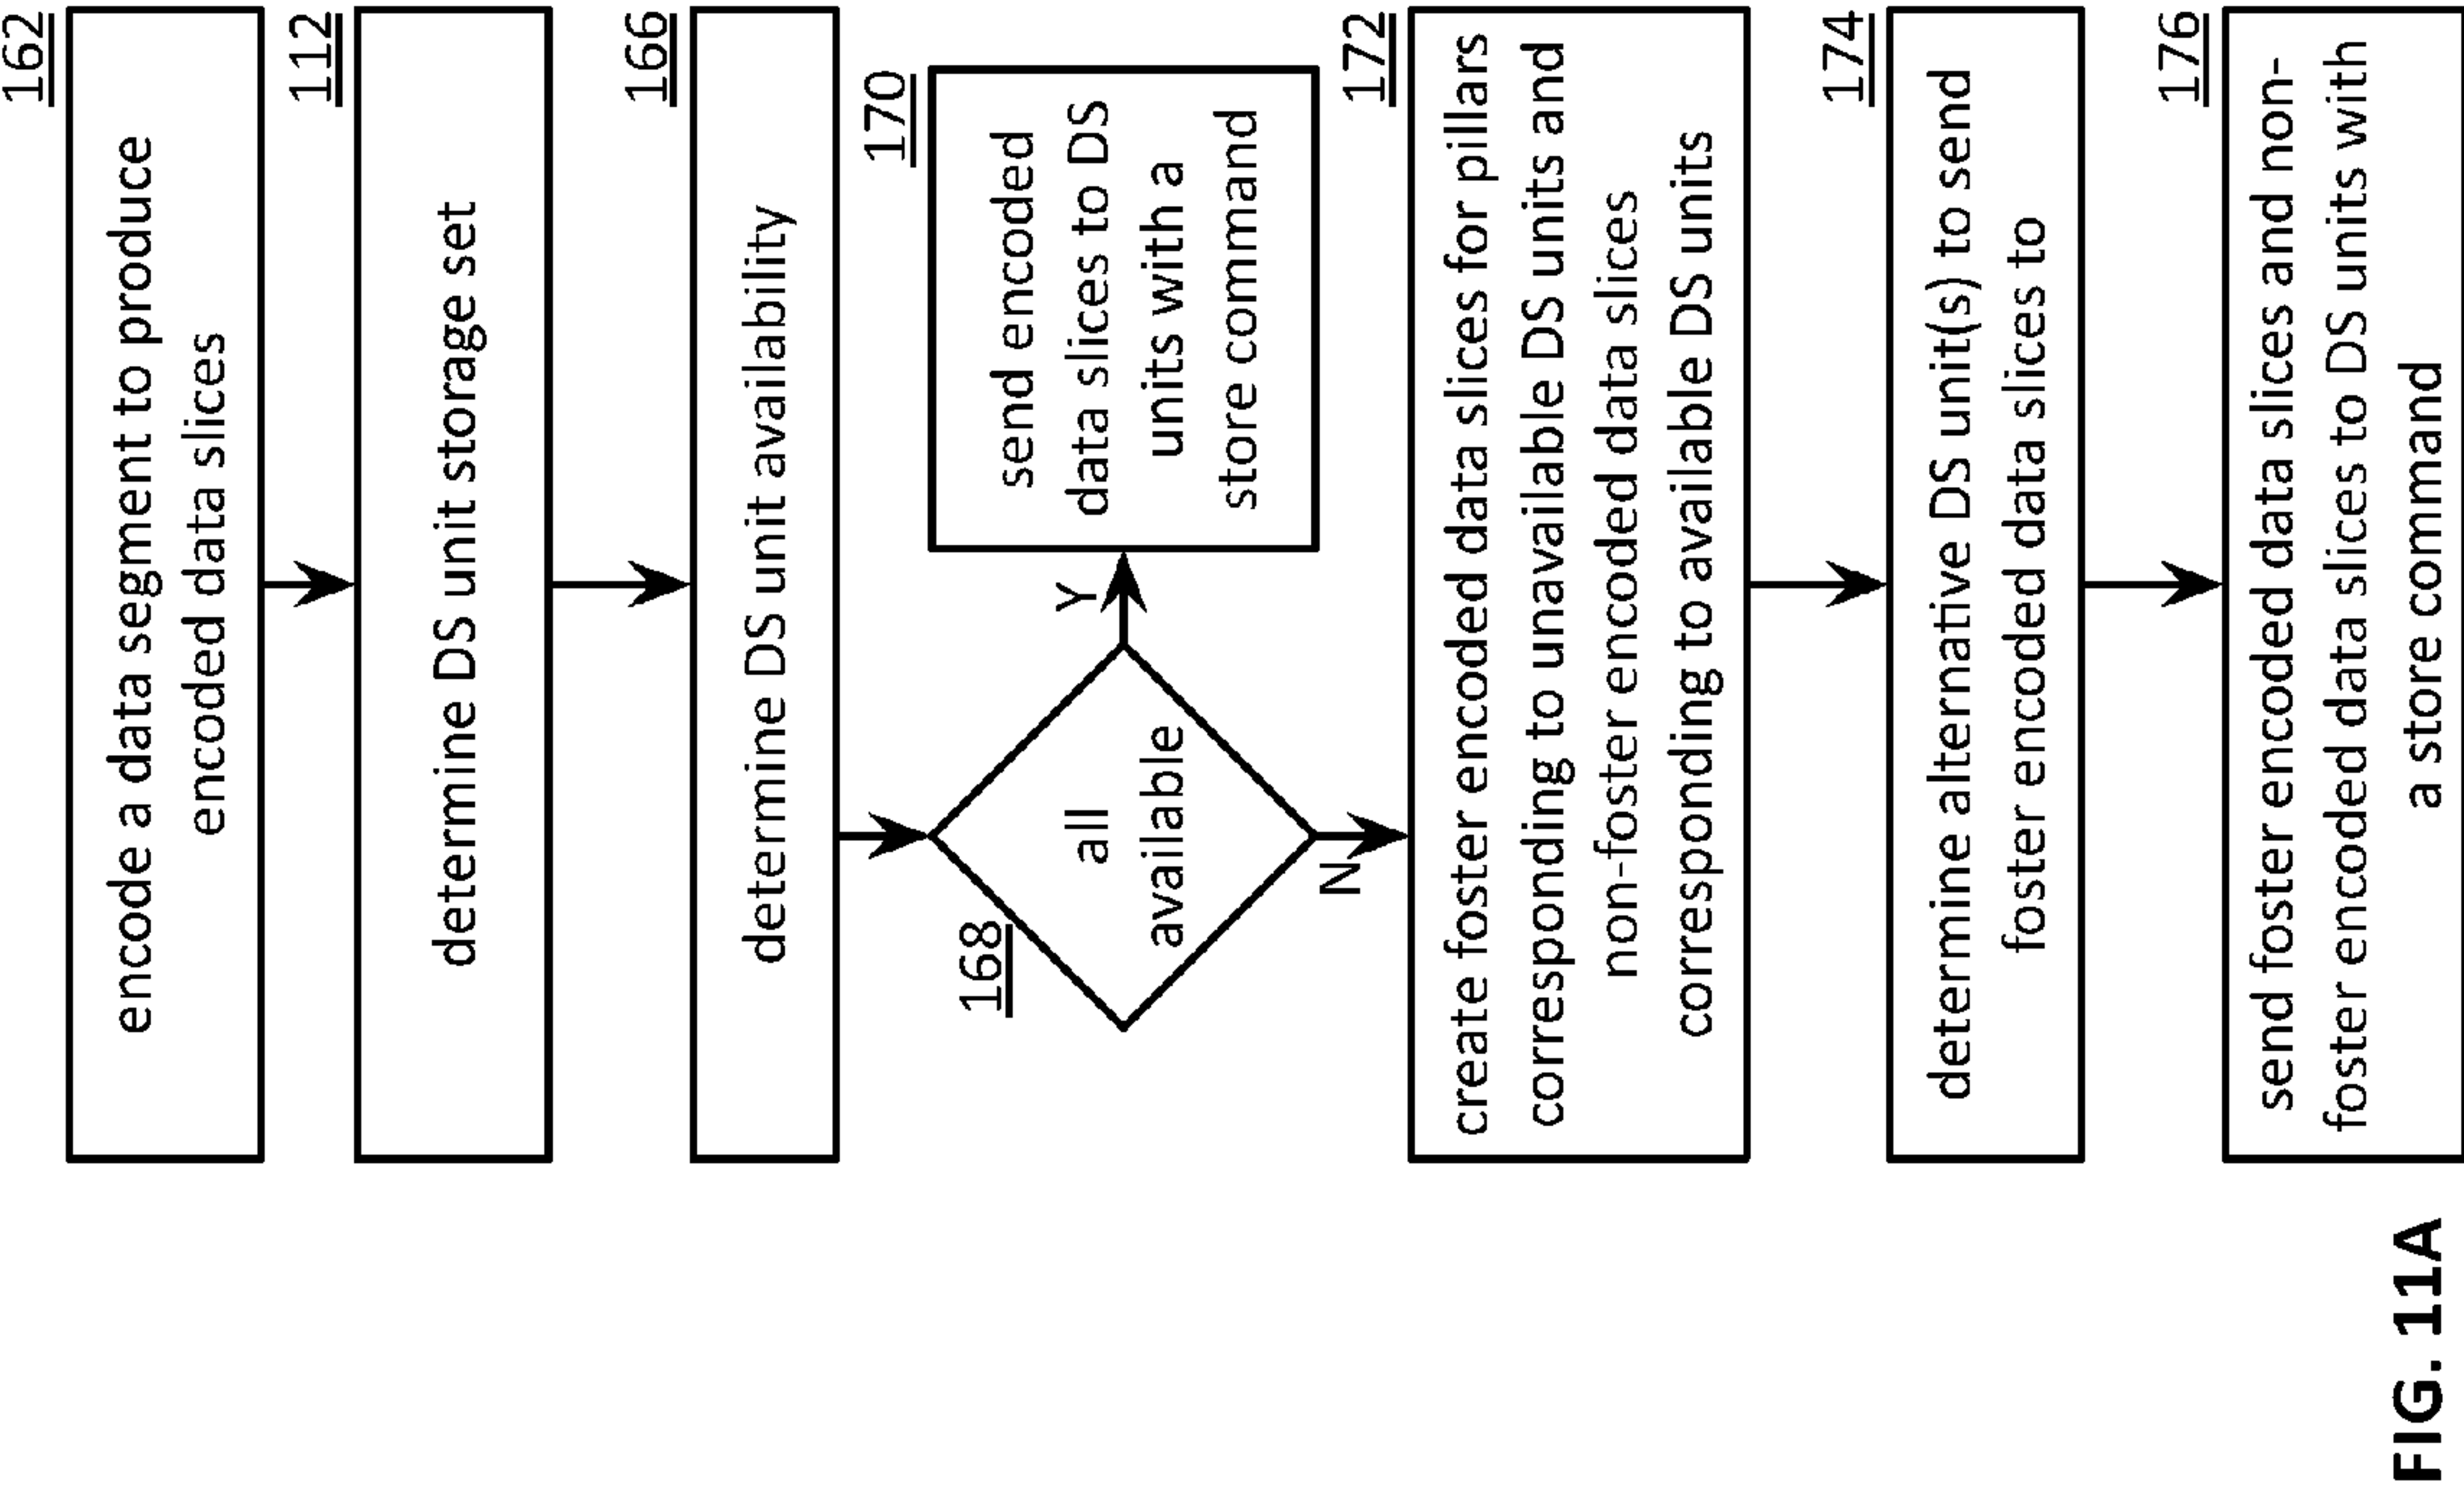 162
encode a data segment to produce
encoded data slices
112
determine DS unit storage set
166
determine DS unit availability
168
all
available
Y
170
send encoded
data slices to DS
units with a
store command
N
172
create foster encoded data slices for pillars
corresponding to unavailable DS units and
non-foster encoded data slices
corresponding to available DS units
174
determine alternative DS unit(s) to send
foster encoded data slices to
176
send foster encoded data slices and non-
foster encoded data slices to DS units with
a store command
FIG. 11A